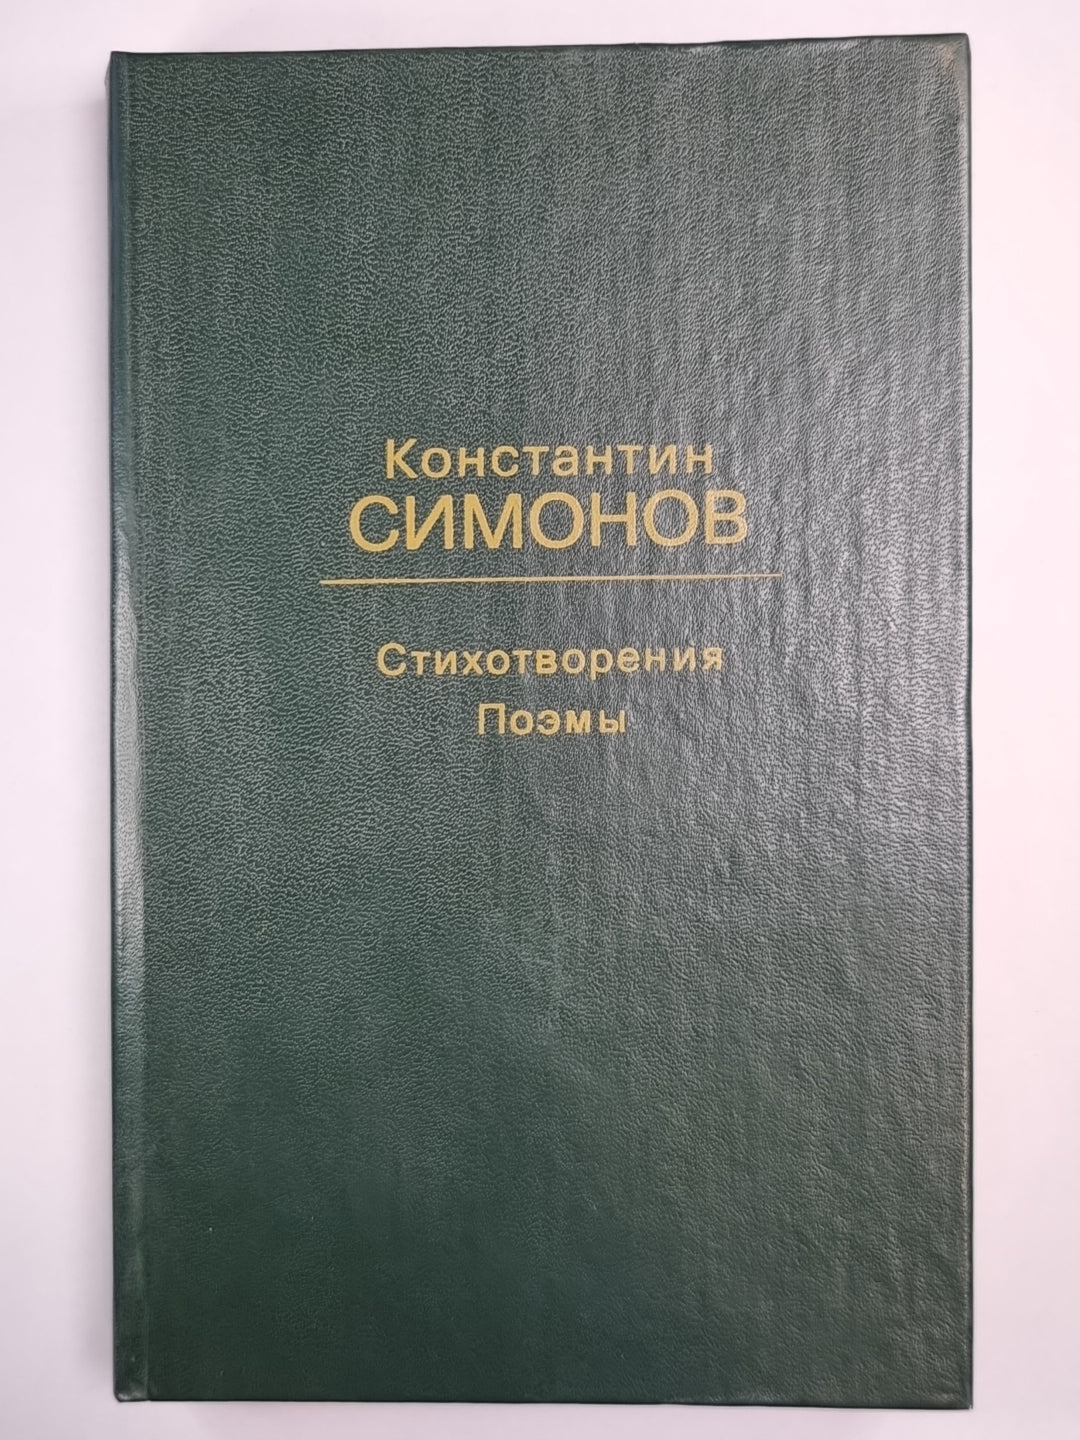 Константин
СИМОНОВ
Стихотворения
Поэмы